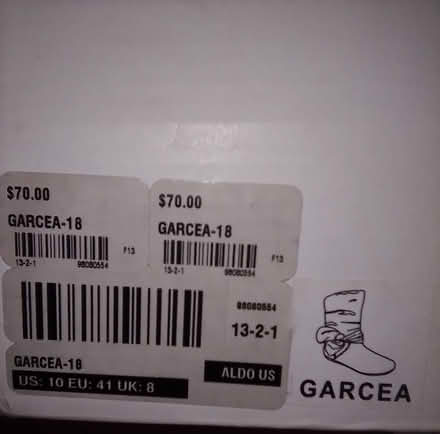 $70.00
GARCEA-18
F13
13-2-1
98080554
$70.00
GARCEA-18
F13
13-2-1
98080554
98080554
13-2-1
GARCEA-18
US: 10 EU: 41 UK: 8
ALDO US
GARCEA